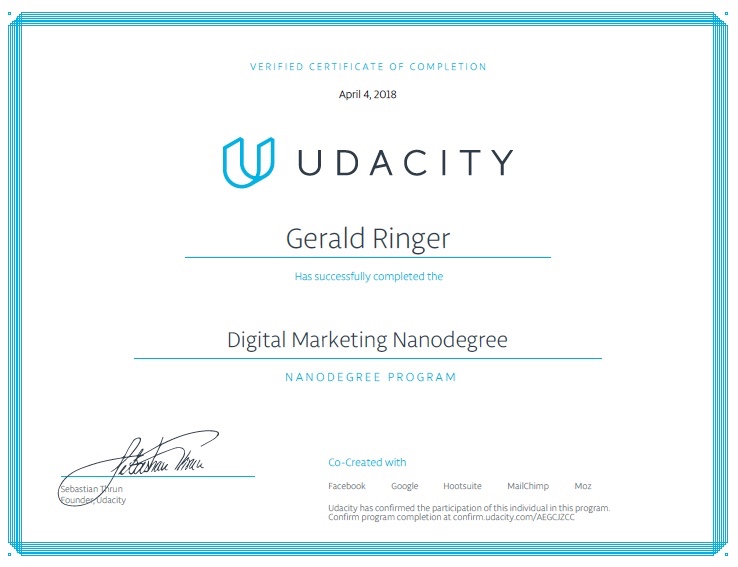 VERIFIED CERTIFICATE OF COMPLETION
April 4, 2018
UDACITY
Gerald Ringer
Has successfully completed the
Digital Marketing Nanodegree
NANODEGREE PROGRAM
Sebastian Thrun
Sebastian Thrun
Founder, Udacity
Co-Created with
Facebook Google Hootsuite MailChimp Moz
Udacity has confirmed the participation of this individual in this program.
Confirm program completion at confirm.udacity.com/AEGCJZCC